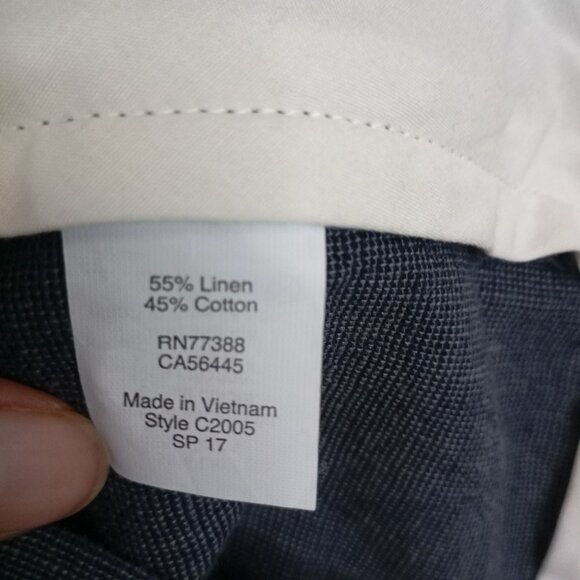 55% Linen
45% Cotton
RN77388
CA56445
Made in Vietnam
Style C2005
SP 17